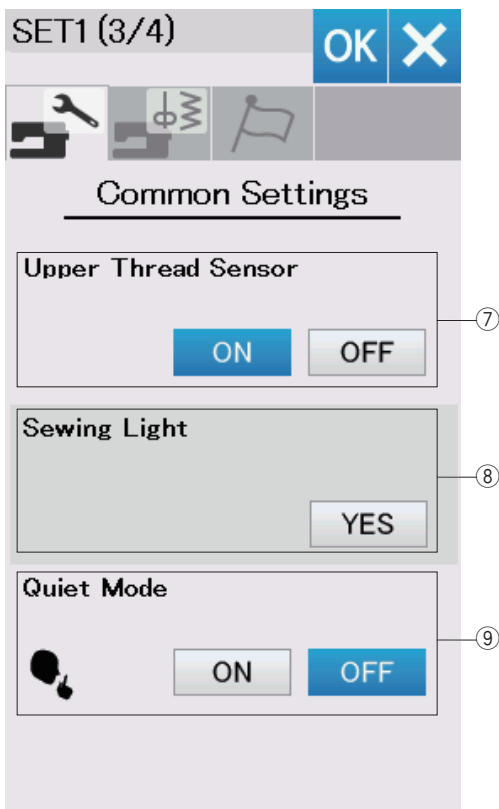 SET1 (3/4)
OK
Common Settings
Upper Thread Sensor
ON OFF
⑦
Sewing Light
YES
⑧
Quiet Mode
ON OFF
⑨